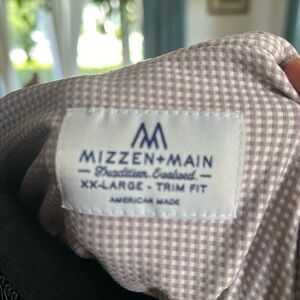 MIZZEN+MAIN
Tradition. Evolved.
XX-LARGE - TRIM FIT
AMERICAN MADE